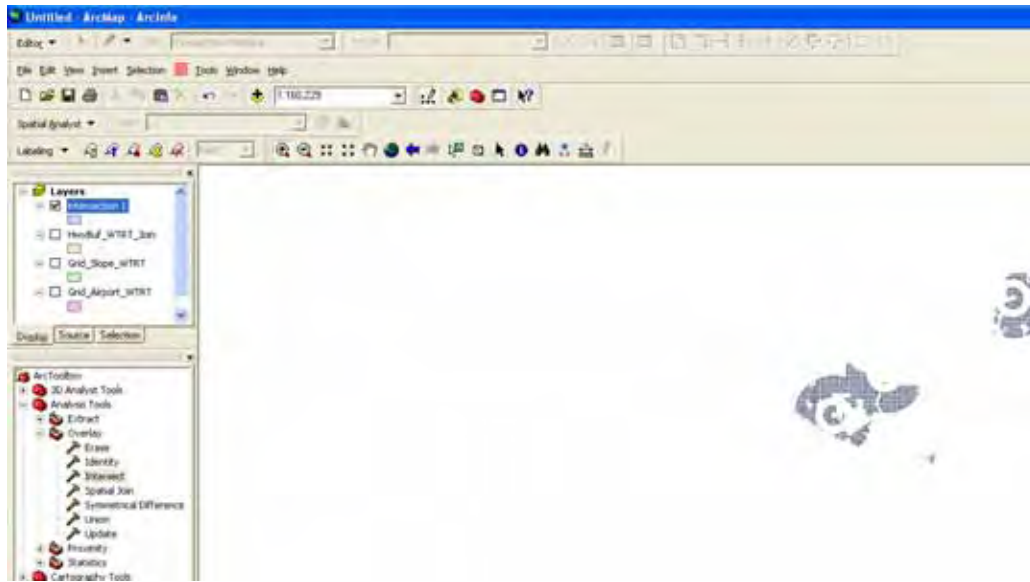 Untitled - ArcMap - ArcInfo
Editor
File Edit View Insert Selection Tools Window Help
1:160,229
Spatial Analyst
Labeling
Layers
Intersection 1
HwdBuf_WTRT_Join
Grid_Slope_WTRT
Grid_Airport_WTRT
Display Source Selection
ArcToolbox
3D Analyst Tools
Analysis Tools
Extract
Overlay
Erase
Identity
Intersect
Spatial Join
Symmetrical Difference
Union
Update
Proximity
Statistics
Cartography Tools